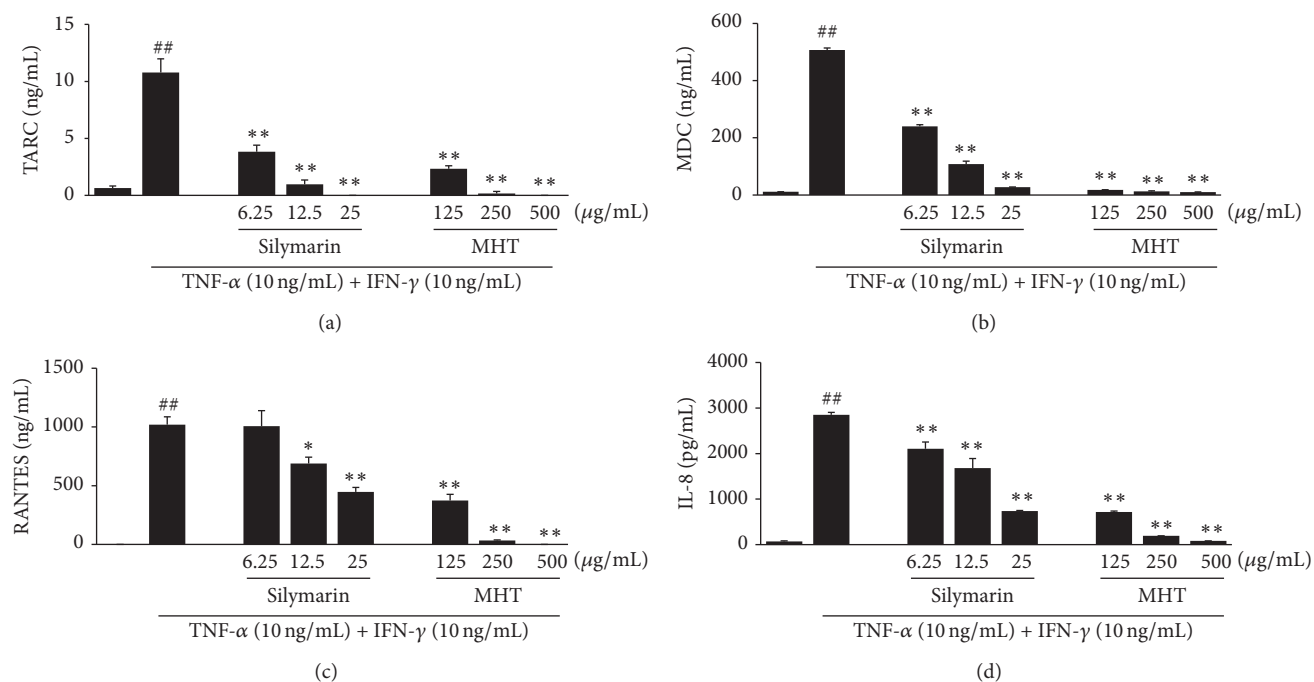 TARC (ng/mL)
15
10
5
0
##
**
**
**
**
**
**
6.25 12.5 25 125 250 500 (μg/mL)
Silymarin MHT
TNF-α (10 ng/mL) + IFN-γ (10 ng/mL)
(a)
MDC (ng/mL)
600
400
200
0
##
**
**
**
** ** **
6.25 12.5 25 125 250 500 (μg/mL)
Silymarin MHT
TNF-α (10 ng/mL) + IFN-γ (10 ng/mL)
(b)
RANTES (ng/mL)
1500
1000
500
0
##
*
**
**
**
**
6.25 12.5 25 125 250 500 (μg/mL)
Silymarin MHT
TNF-α (10 ng/mL) + IFN-γ (10 ng/mL)
(c)
IL-8 (pg/mL)
4000
3000
2000
1000
0
##
**
**
**
**
**
**
6.25 12.5 25 125 250 500 (μg/mL)
Silymarin MHT
TNF-α (10 ng/mL) + IFN-γ (10 ng/mL)
(d)